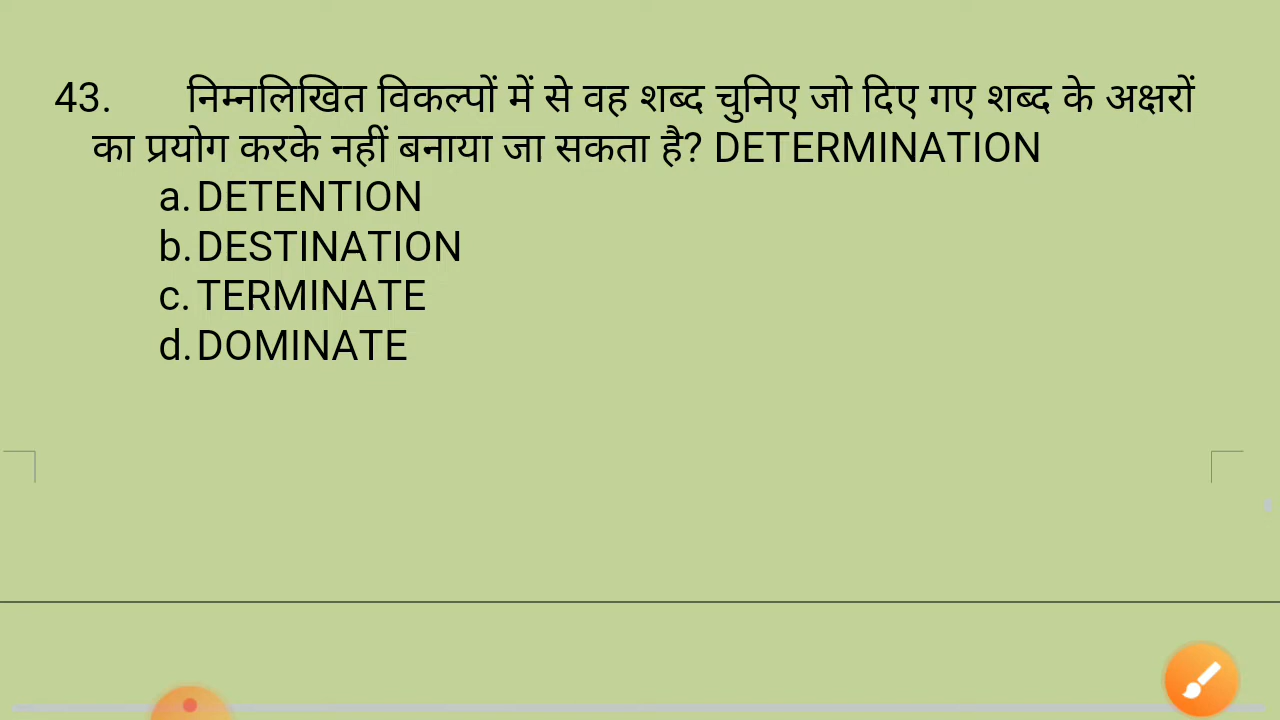 43. निम्नलिखित विकल्पों में से वह शब्द चुनिए जो दिए गए शब्द के अक्षरों
का प्रयोग करके नहीं बनाया जा सकता है? DETERMINATION
a. DETENTION
b. DESTINATION
c. TERMINATE
d. DOMINATE